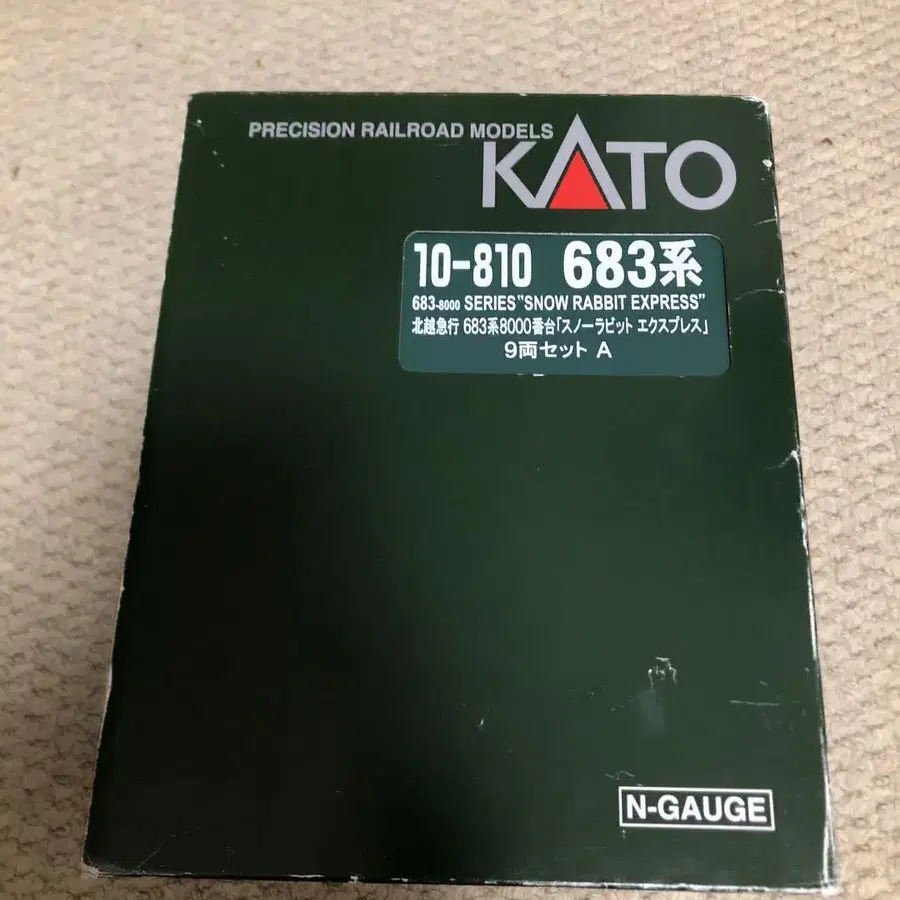 PRECISION RAILROAD MODELS
KATO
10-810 683系
683-8000 SERIES "SNOW RABBIT EXPRESS"
北越急行 683系8000番台「スノーラビット エクスプレス」
9両セット A
N-GAUGE